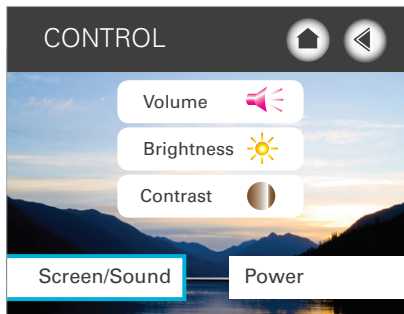 CONTROL
Volume
Brightness
Contrast
Screen/Sound
Power